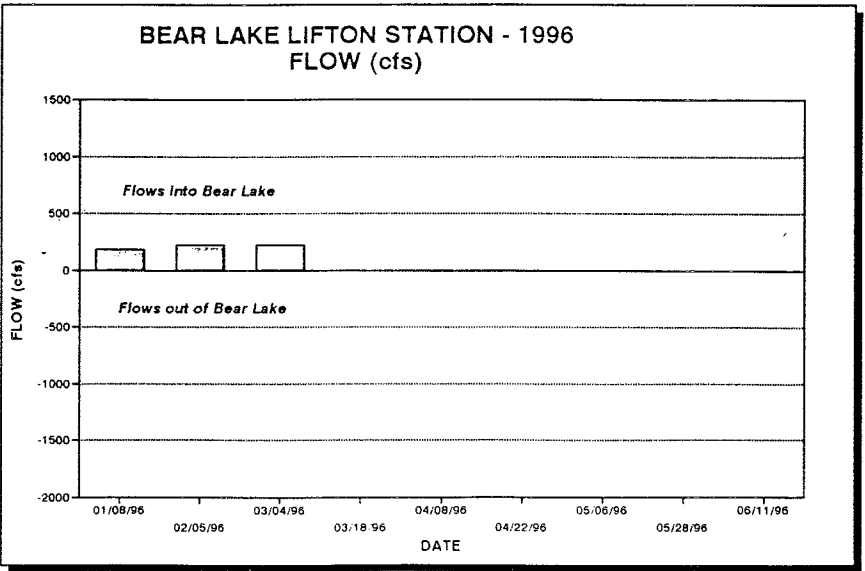 BEAR LAKE LIFTON STATION - 1996
FLOW (cfs)
1500
1000
Flows into Bear Lake
500
0
Flows out of Bear Lake
-500
-1000
-1500
-2000
FLOW (cfs)
01/08/96
02/05/96
03/04/96
03/18/96
04/08/96
04/22/96
05/06/96
05/28/96
06/11/96
DATE